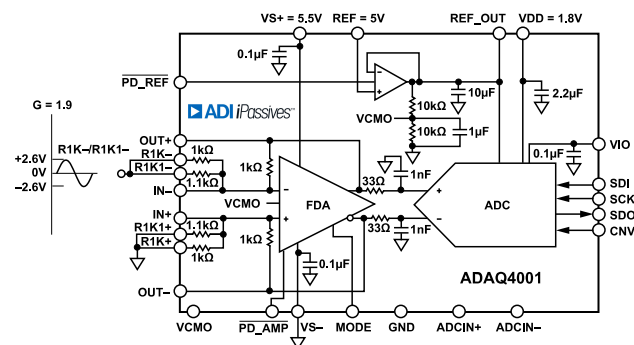 VS+ = 5.5V
REF = 5V
REF_OUT
VDD = 1.8V
0.1µF
PD_REF
ADI iPassives™
10µF
2.2µF
10kΩ
VCMO
10kΩ
1µF
G = 1.9
R1K–/R1K1–
+2.6V
0V
–2.6V
OUT+
1kΩ
R1K–
R1K1–
1.1kΩ
IN–
1kΩ
VCMO
FDA
33Ω
1nF
ADC
0.1µF
VIO
SDI
SCK
SDO
CNV
IN+
1.1kΩ
R1K1+
R1K+
1kΩ
1kΩ
33Ω
1nF
0.1µF
OUT–
ADAQ4001
VCMO
PD_AMP
VS–
MODE
GND
ADCIN+
ADCIN–